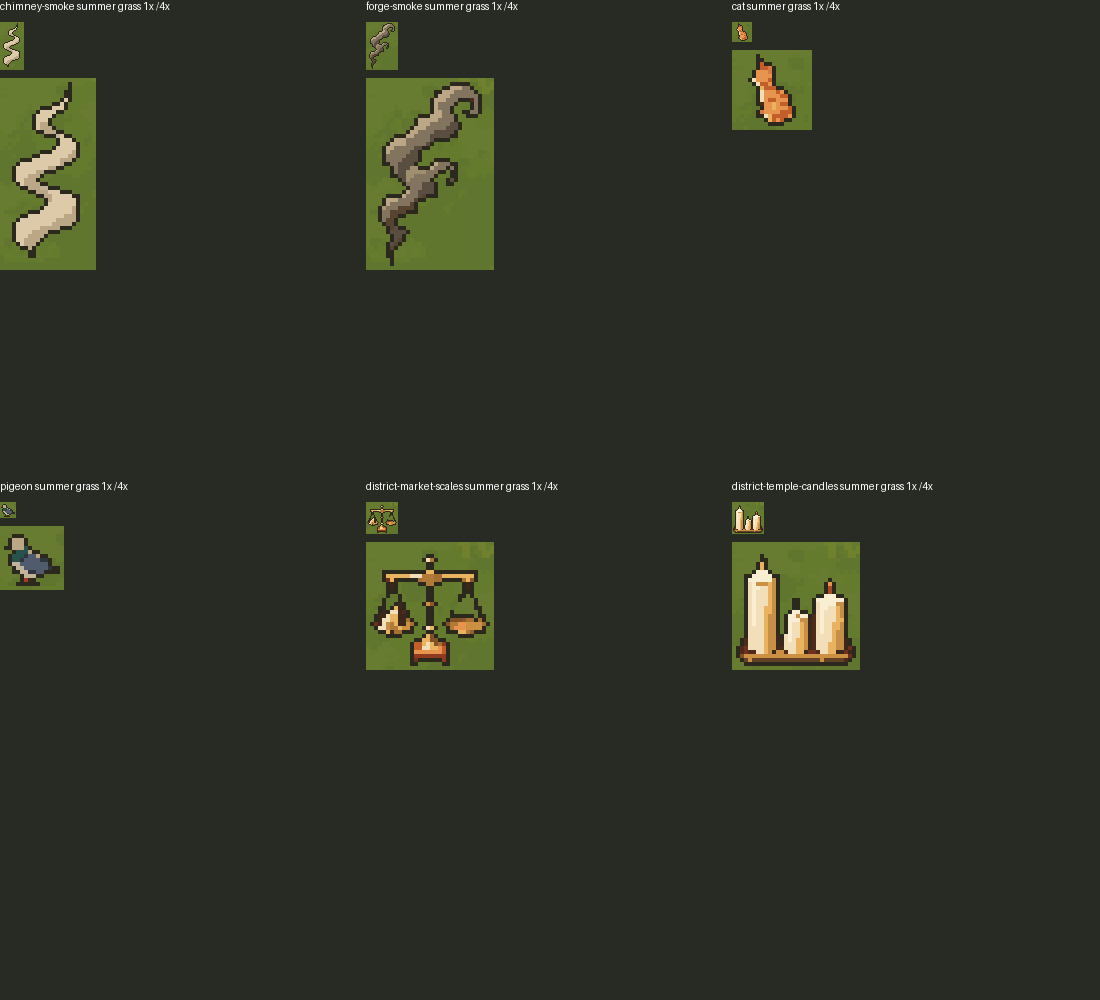 chimney-smoke summer grass 1x /4x
forge-smoke summer grass 1x /4x
cat summer grass 1x /4x
pigeon summer grass 1x /4x
district-market-scales summer grass 1x /4x
district-temple-candles summer grass 1x /4x